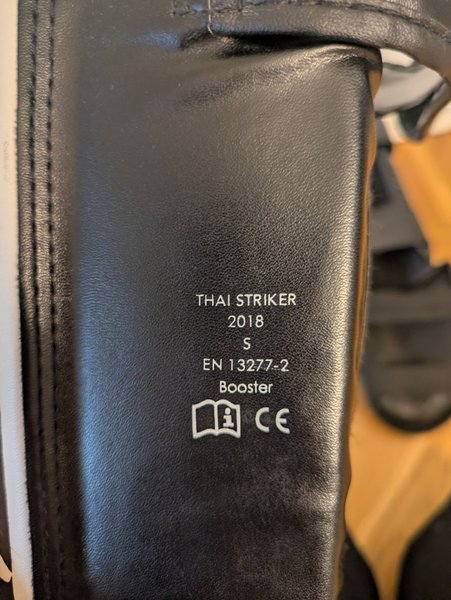 THAI STRIKER
2018
S
EN 13277-2
Booster
i CE